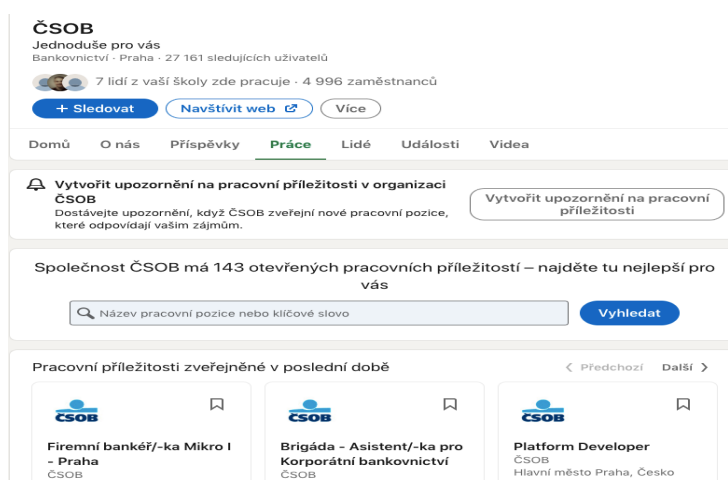 ČSOB
Jednoduše pro vás
Bankovnictví · Praha · 27 161 sledujících uživatelů
7 lidí z vaší školy zde pracuje · 4 996 zaměstnanců
+ Sledovat
Navštívit web
Více
Domů O nás Příspěvky Práce Lidé Události Videa
Vytvořit upozornění na pracovní příležitosti v organizaci
ČSOB
Dostávejte upozornění, když ČSOB zveřejní nové pracovní pozice,
které odpovídají vašim zájmům.
Vytvořit upozornění na pracovní
příležitosti
Společnost ČSOB má 143 otevřených pracovních příležitostí – najděte tu nejlepší pro
vás
Název pracovní pozice nebo klíčové slovo
Vyhledat
Pracovní příležitosti zveřejněné v poslední době
Předchozí Další
ČSOB
Firemní bankéř/-ka Mikro I
- Praha
ČSOB
ČSOB
Brigáda - Asistent/-ka pro
Korporátní bankovnictví
ČSOB
ČSOB
Platform Developer
ČSOB
Hlavní město Praha, Česko